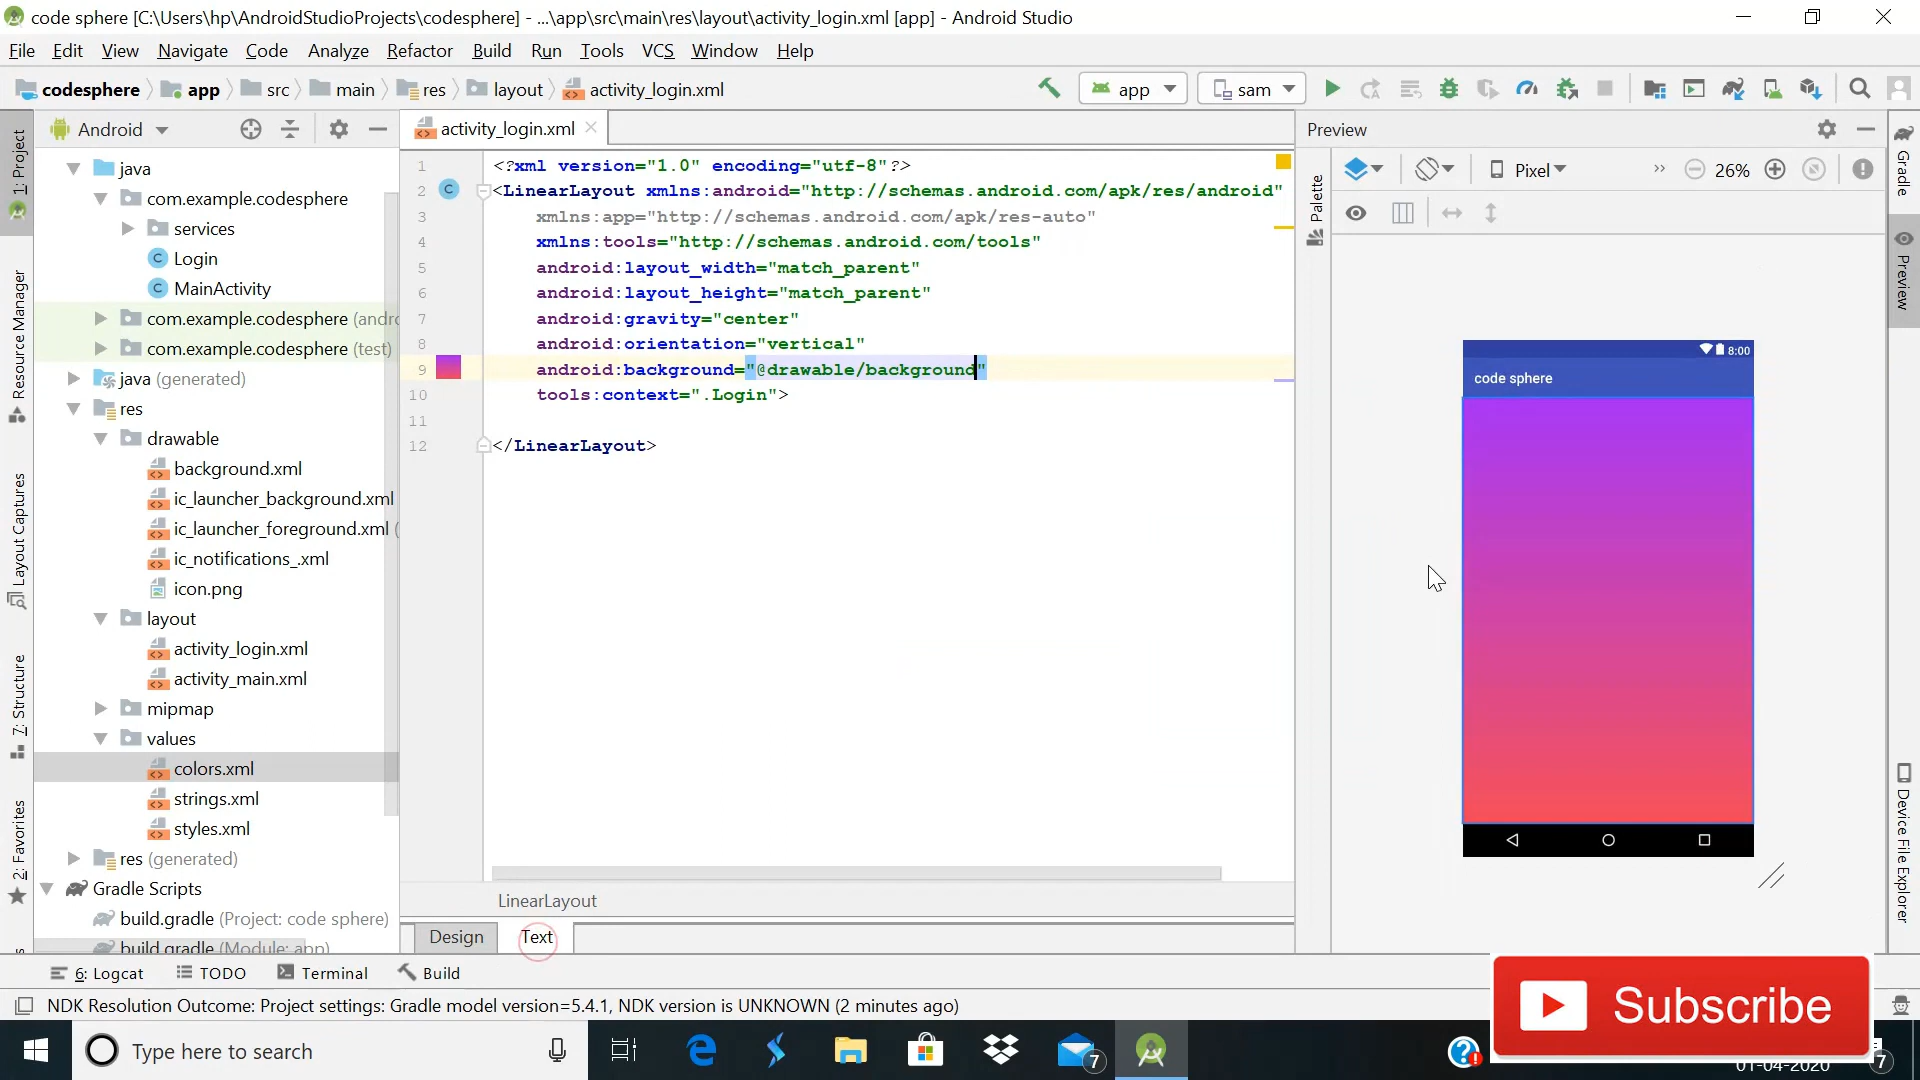 code sphere [C:\Users\hp\AndroidStudioProjects\codesphere] - ...\app\src\main\res\layout\activity_login.xml [app] - Android Studio
File Edit View Navigate Code Analyze Refactor Build Run Tools VCS Window Help
codesphere app src main res layout activity_login.xml app sam
Android activity_login.xml Preview
1: Project
Resource Manager
Layout Captures
7: Structure
2: Favorites
java
com.example.codesphere
services
Login
MainActivity
com.example.codesphere (andro
com.example.codesphere (test)
java (generated)
res
drawable
background.xml
ic_launcher_background.xml
ic_launcher_foreground.xml (
ic_notifications_.xml
icon.png
layout
activity_login.xml
activity_main.xml
mipmap
values
colors.xml
strings.xml
styles.xml
res (generated)
Gradle Scripts
build.gradle (Project: code sphere)
build.gradle (Module: app)
1 <?xml version="1.0" encoding="utf-8"?>
2 <LinearLayout xmlns:android="http://schemas.android.com/apk/res/android"
3 xmlns:app="http://schemas.android.com/apk/res-auto"
4 xmlns:tools="http://schemas.android.com/tools"
5 android:layout_width="match_parent"
6 android:layout_height="match_parent"
7 android:gravity="center"
8 android:orientation="vertical"
9 android:background="@drawable/background"
10 tools:context=".Login">
11
12 </LinearLayout>
LinearLayout
Design Text
Palette
Pixel 26%
8:00
code sphere
Gradle
Preview
Device File Explorer
6: Logcat TODO Terminal Build
NDK Resolution Outcome: Project settings: Gradle model version=5.4.1, NDK version is UNKNOWN (2 minutes ago)
Subscribe
Type here to search
7
01-04-2020
7